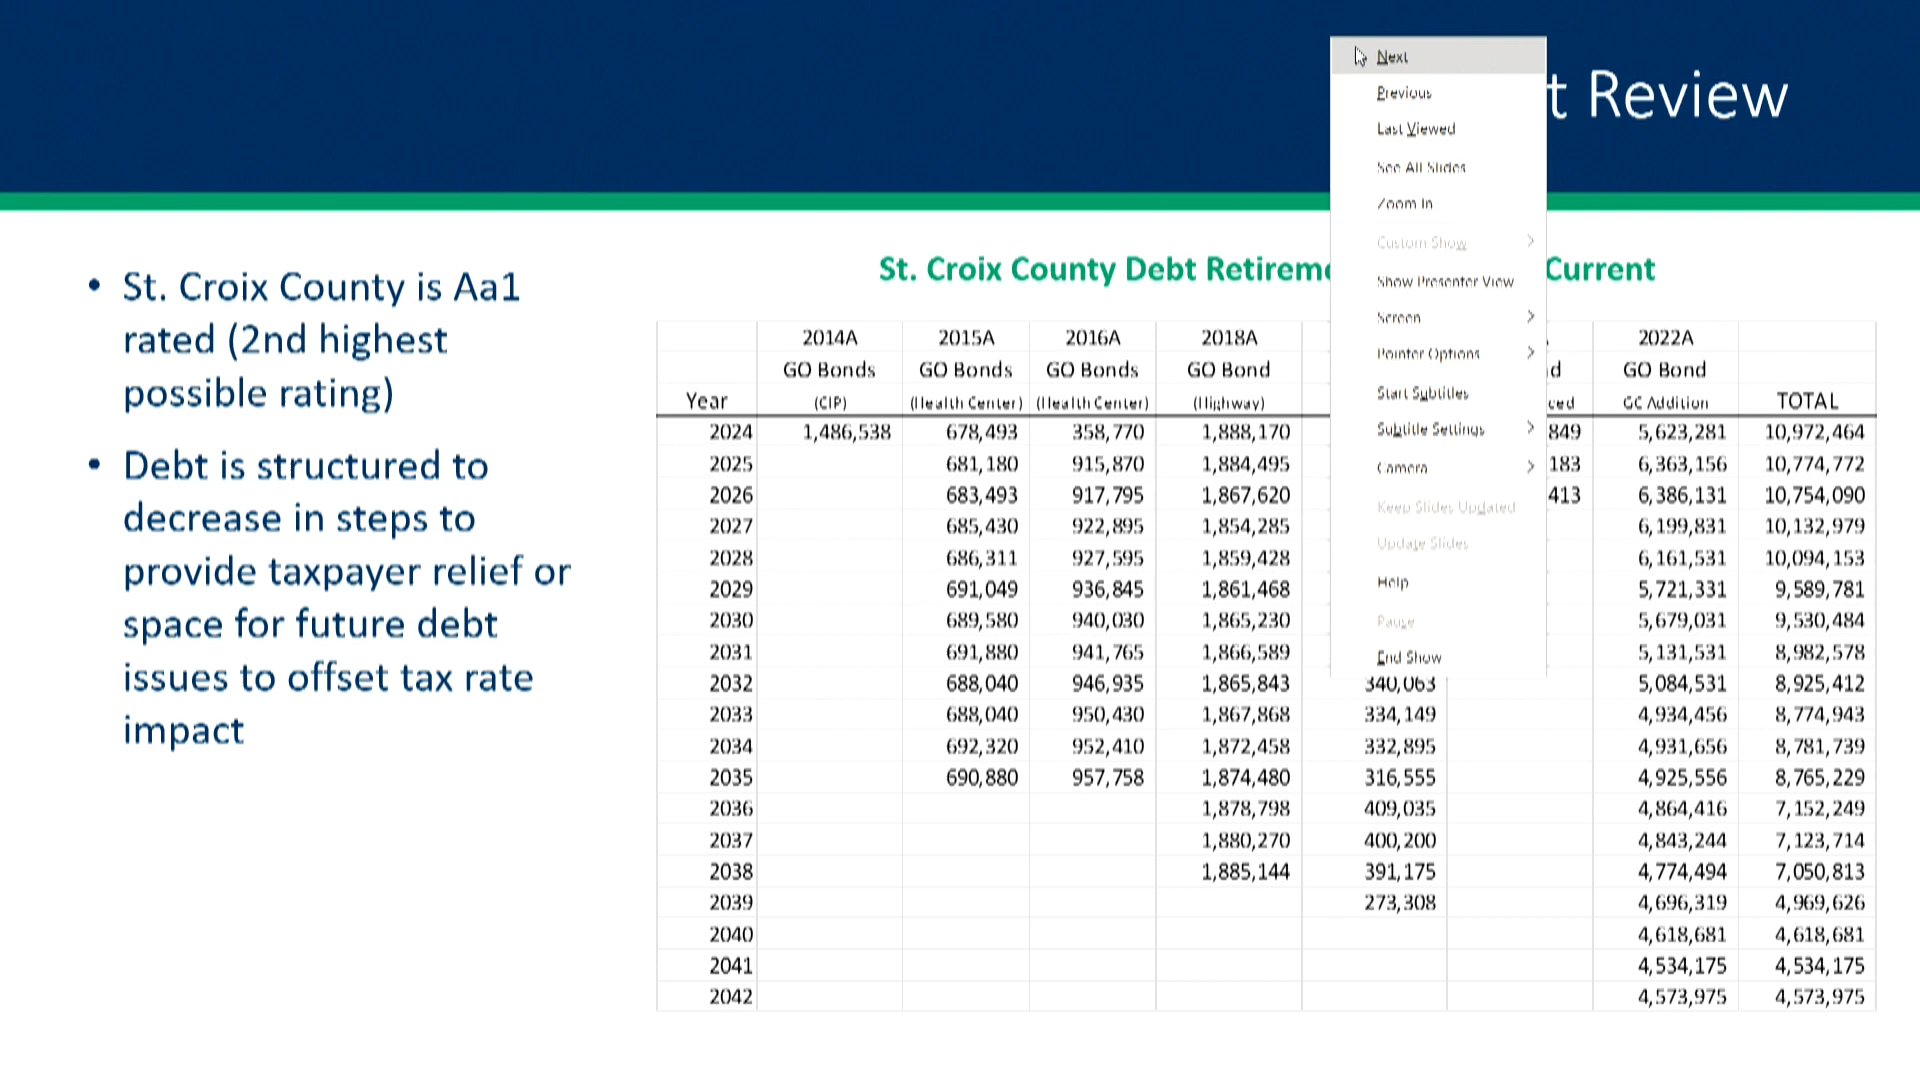 t Review
Next
Previous
Last Viewed
See All Slides
Zoom In
Custom Show
Show Presenter View
Screen
Pointer Options
Start Subtitles
Subtitle Settings
Camera
Keep Slides Updated
Update Slides
Help
Pause
End Show
• St. Croix County is Aa1
rated (2nd highest
possible rating)
• Debt is structured to
decrease in steps to
provide taxpayer relief or
space for future debt
issues to offset tax rate
impact
St. Croix County Debt Retireme Current
2014A 2015A 2016A 2018A 2022A
GO Bonds GO Bonds GO Bonds GO Bond d GO Bond
Year (CIP) (Health Center) (Health Center) (Highway) ced GC Addition TOTAL
2024 1,486,538 678,493 358,770 1,888,170 849 5,623,281 10,972,464
2025 681,180 915,870 1,884,495 183 6,363,156 10,774,772
2026 683,493 917,795 1,867,620 413 6,386,131 10,754,090
2027 685,430 922,895 1,854,285 6,199,831 10,132,979
2028 686,311 927,595 1,859,428 6,161,531 10,094,153
2029 691,049 936,845 1,861,468 5,721,331 9,589,781
2030 689,580 940,030 1,865,230 5,679,031 9,530,484
2031 691,880 941,765 1,866,589 5,131,531 8,982,578
2032 688,040 946,935 1,865,843 340,063 5,084,531 8,925,412
2033 688,040 950,430 1,867,868 334,149 4,934,456 8,774,943
2034 692,320 952,410 1,872,458 332,895 4,931,656 8,781,739
2035 690,880 957,758 1,874,480 316,555 4,925,556 8,765,229
2036 1,878,798 409,035 4,864,416 7,152,249
2037 1,880,270 400,200 4,843,244 7,123,714
2038 1,885,144 391,175 4,774,494 7,050,813
2039 273,308 4,696,319 4,969,626
2040 4,618,681 4,618,681
2041 4,534,175 4,534,175
2042 4,573,975 4,573,975